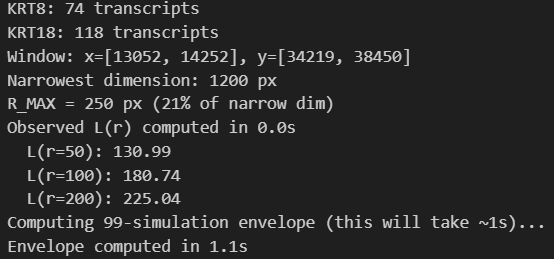 KRT8: 74 transcripts
KRT18: 118 transcripts
Window: x=[13052, 14252], y=[34219, 38450]
Narrowest dimension: 1200 px
R_MAX = 250 px (21% of narrow dim)
Observed L(r) computed in 0.0s
  L(r=50): 130.99
  L(r=100): 180.74
  L(r=200): 225.04
Computing 99-simulation envelope (this will take ~1s)...
Envelope computed in 1.1s